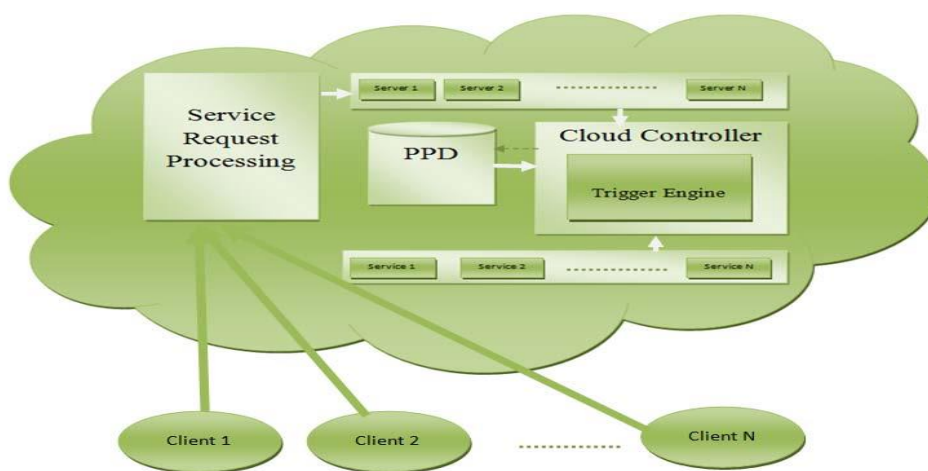 Service
Request
Processing
Server 1 Server 2 Server N
PPD
Cloud Controller
Trigger Engine
Service 1 Service 2 Service N
Client 1 Client 2 Client N